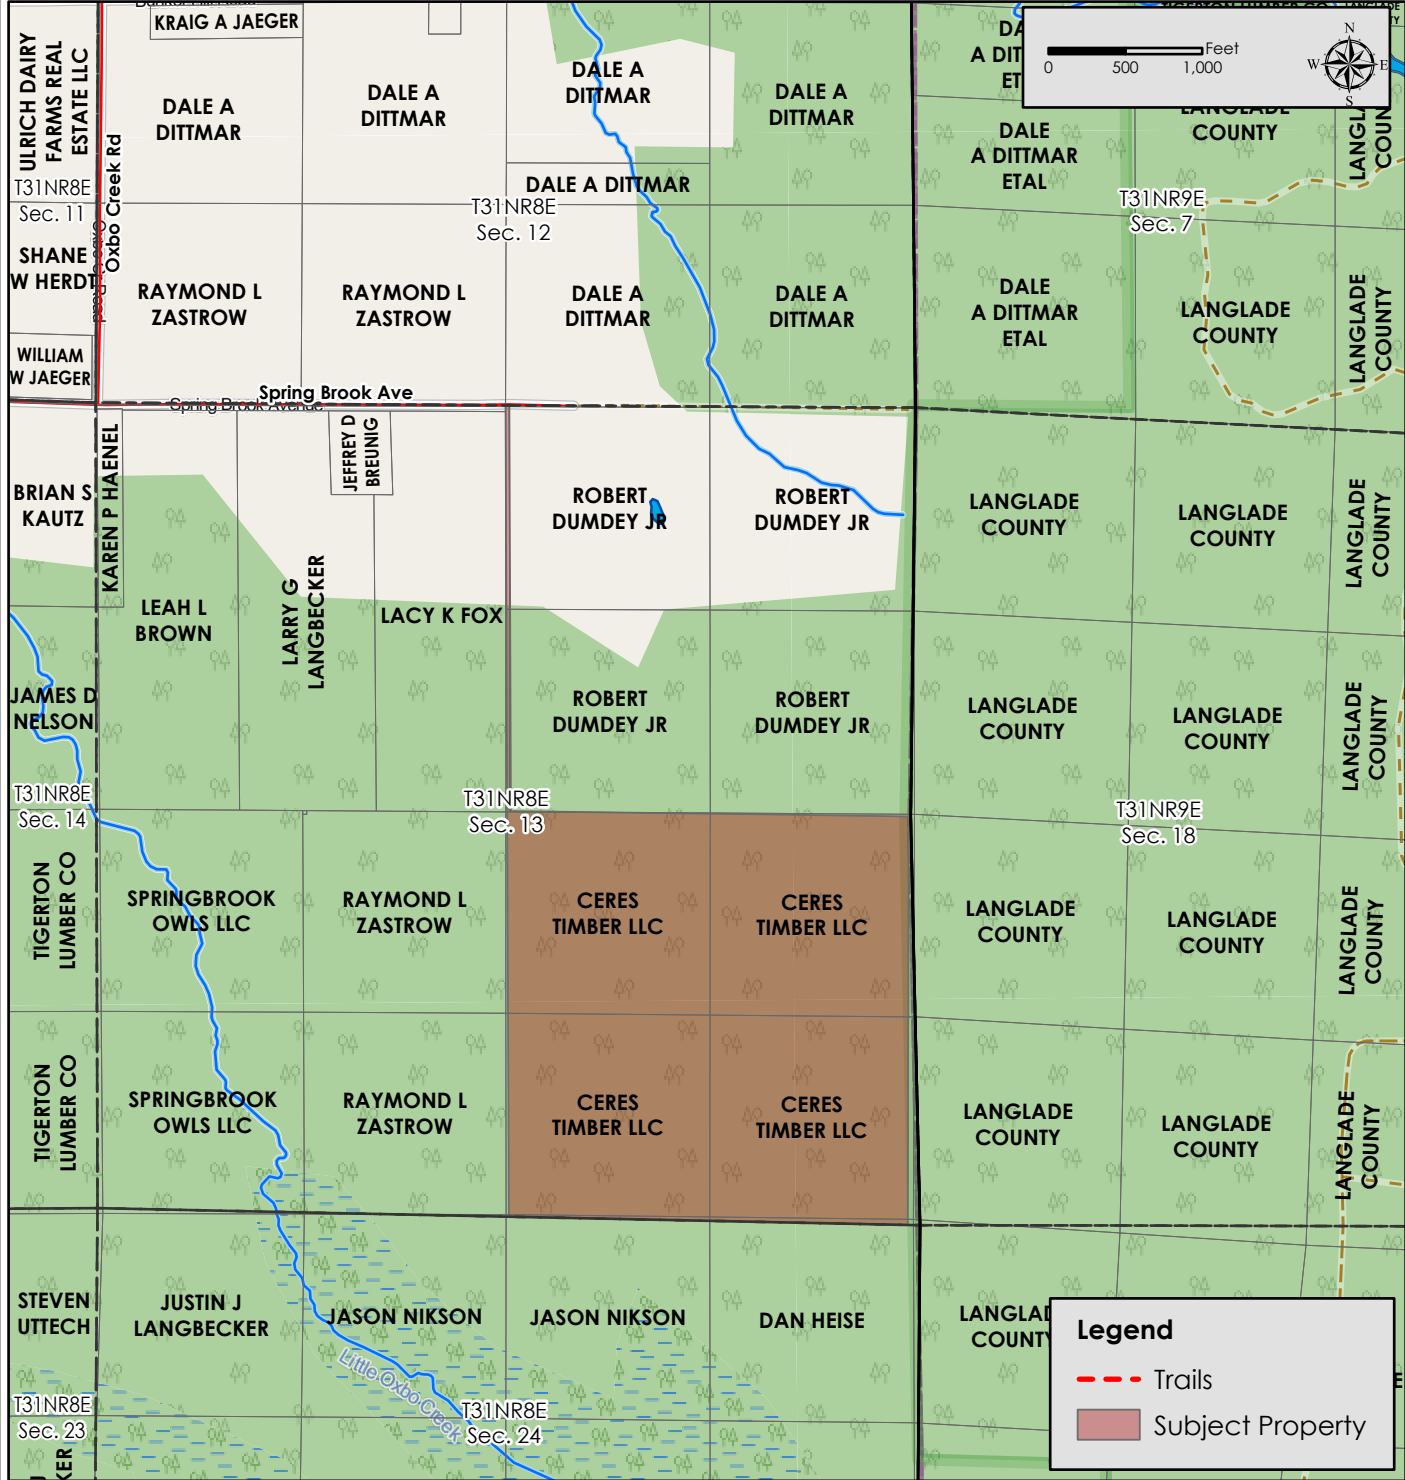 KRAIG A JAEGER
ULRICH DAIRY
FARMS REAL
ESTATE LLC
DALE A
DITTMAR
DALE A
DITTMAR
DALE A
DITTMAR
DALE A
DITTMAR
Feet
0 500 1,000
N
W E
S
LANGLADE
COUNTY
DALE
A DITTMAR
ETAL
DALE A DITTMAR
T31NR8E
Sec. 11
Oxbo Creek Rd
T31NR8E
Sec. 12
T31NR9E
Sec. 7
SHANE
W HERDT
RAYMOND L
ZASTROW
RAYMOND L
ZASTROW
DALE A
DITTMAR
DALE A
DITTMAR
DALE
A DITTMAR
ETAL
LANGLADE
COUNTY
LANGLADE
COUNTY
WILLIAM
W JAEGER
Spring Brook Ave
Spring Brook Avenue
BRIAN S
KAUTZ
KAREN P HAENEL
JEFFREY D
BREUNIG
ROBERT
DUMDEY JR
ROBERT
DUMDEY JR
LANGLADE
COUNTY
LANGLADE
COUNTY
LANGLADE
COUNTY
LEAH L
BROWN
LARRY G
LANGBECKER
LACY K FOX
JAMES D
NELSON
ROBERT
DUMDEY JR
ROBERT
DUMDEY JR
LANGLADE
COUNTY
LANGLADE
COUNTY
LANGLADE
COUNTY
T31NR8E
Sec. 14
T31NR8E
Sec. 13
T31NR9E
Sec. 18
TIGERTON
LUMBER CO
SPRINGBROOK
OWLS LLC
RAYMOND L
ZASTROW
CERES
TIMBER LLC
CERES
TIMBER LLC
LANGLADE
COUNTY
LANGLADE
COUNTY
LANGLADE
COUNTY
TIGERTON
LUMBER CO
SPRINGBROOK
OWLS LLC
RAYMOND L
ZASTROW
CERES
TIMBER LLC
CERES
TIMBER LLC
LANGLADE
COUNTY
LANGLADE
COUNTY
LANGLADE
COUNTY
STEVEN
UTTECH
JUSTIN J
LANGBECKER
JASON NIKSON
JASON NIKSON
DAN HEISE
Little Oxbo Creek
T31NR8E
Sec. 23
T31NR8E
Sec. 24
Legend
Trails
Subject Property